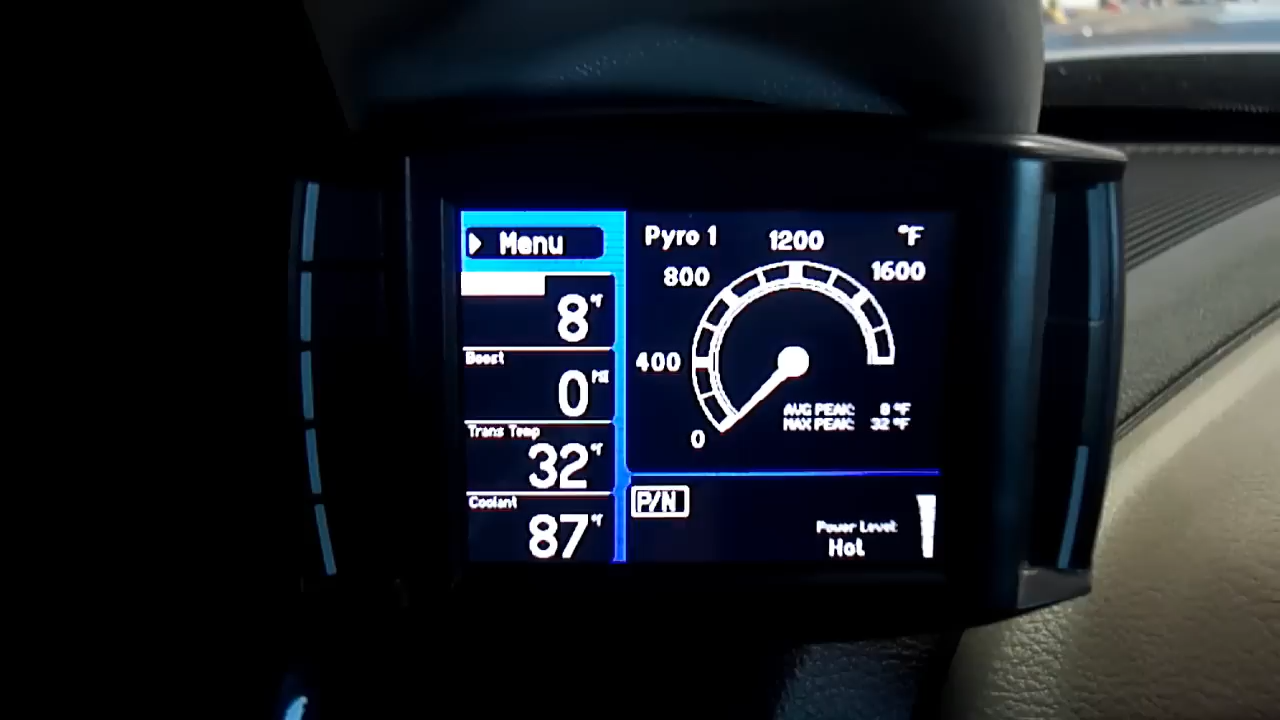 Menu
8°F
Boost
0 PSI
Trans Temp
32°F
Coolant
87°F
Pyro 1
°F
0
400
800
1200
1600
AVG PEAK: 8 °F
MAX PEAK: 32 °F
P/N
Power Level:
Hot